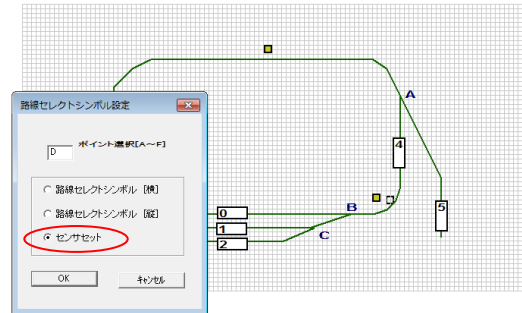 路線セレクトシンボル設定
D
ポイント選択[A～F]
路線セレクトシンボル [横]
路線セレクトシンボル [縦]
センサセット
OK
キャンセル
A
4
B
5
0
1
C
2